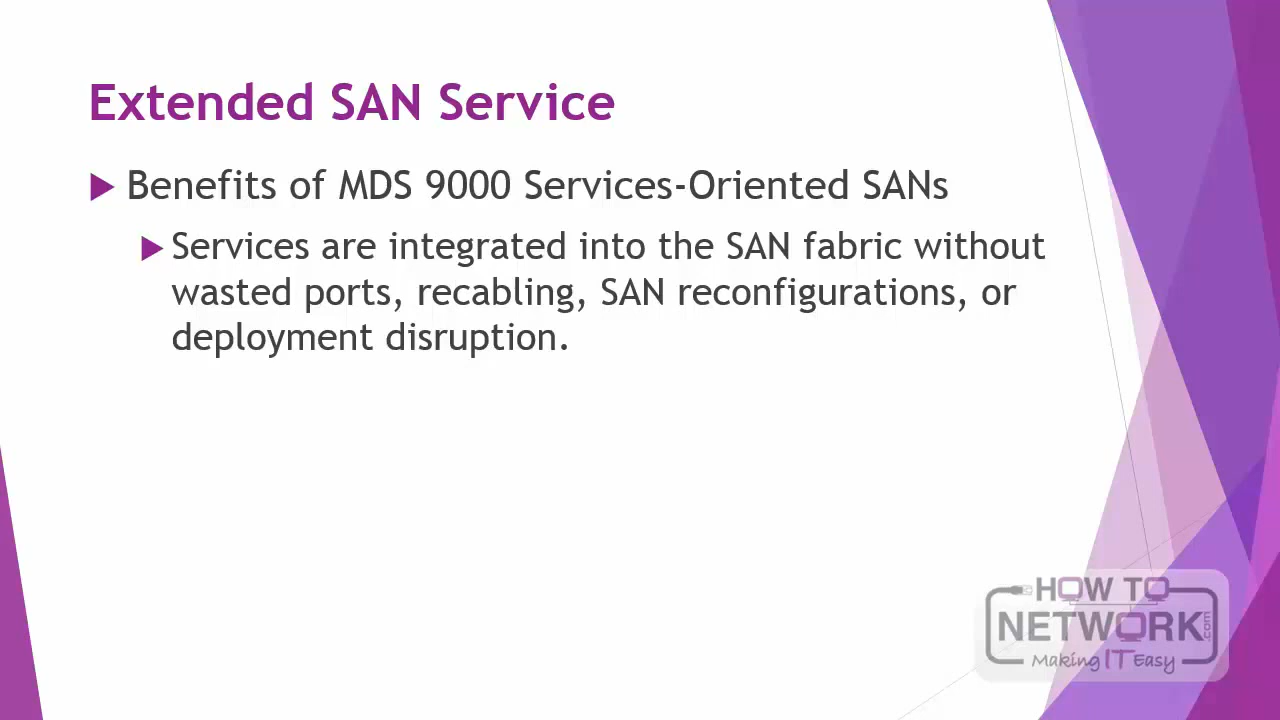 Extended SAN Service
Benefits of MDS 9000 Services-Oriented SANs
Services are integrated into the SAN fabric without
wasted ports, recabling, SAN reconfigurations, or
deployment disruption.
HOW TO
NETWORK.com
Making IT Easy